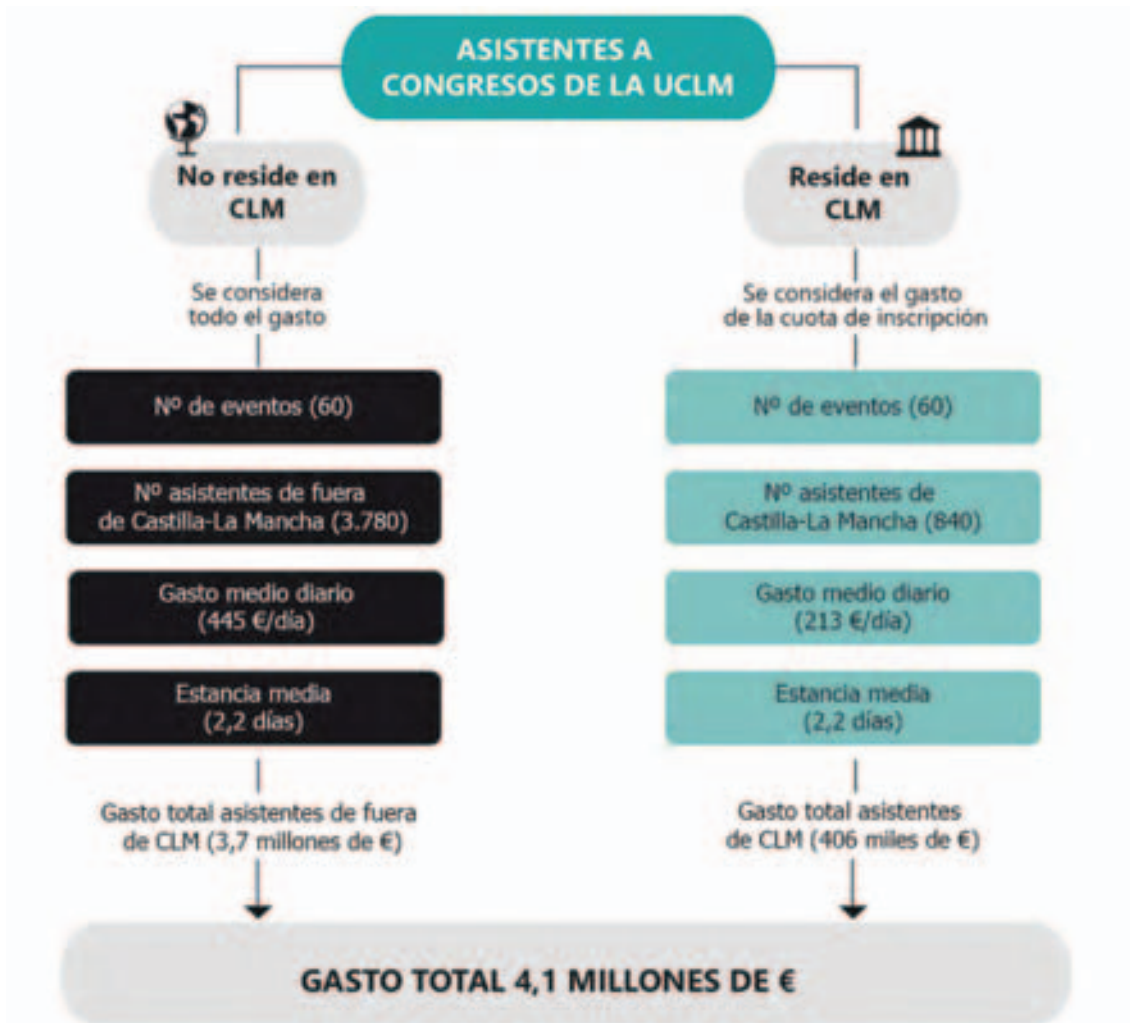 ASISTENTES A
CONGRESOS DE LA UCLM
No reside en
CLM
Se considera
todo el gasto
Nº de eventos (60)
Nº asistentes de fuera
de Castilla-La Mancha (3.780)
Gasto medio diario
(445 €/día)
Estancia media
(2,2 días)
Gasto total asistentes de fuera
de CLM (3,7 millones de €)
Reside en
CLM
Se considera el gasto
de la cuota de inscripción
Nº de eventos (60)
Nº asistentes de
Castilla-La Mancha (840)
Gasto medio diario
(213 €/día)
Estancia media
(2,2 días)
Gasto total asistentes
de CLM (406 miles de €)
GASTO TOTAL 4,1 MILLONES DE €